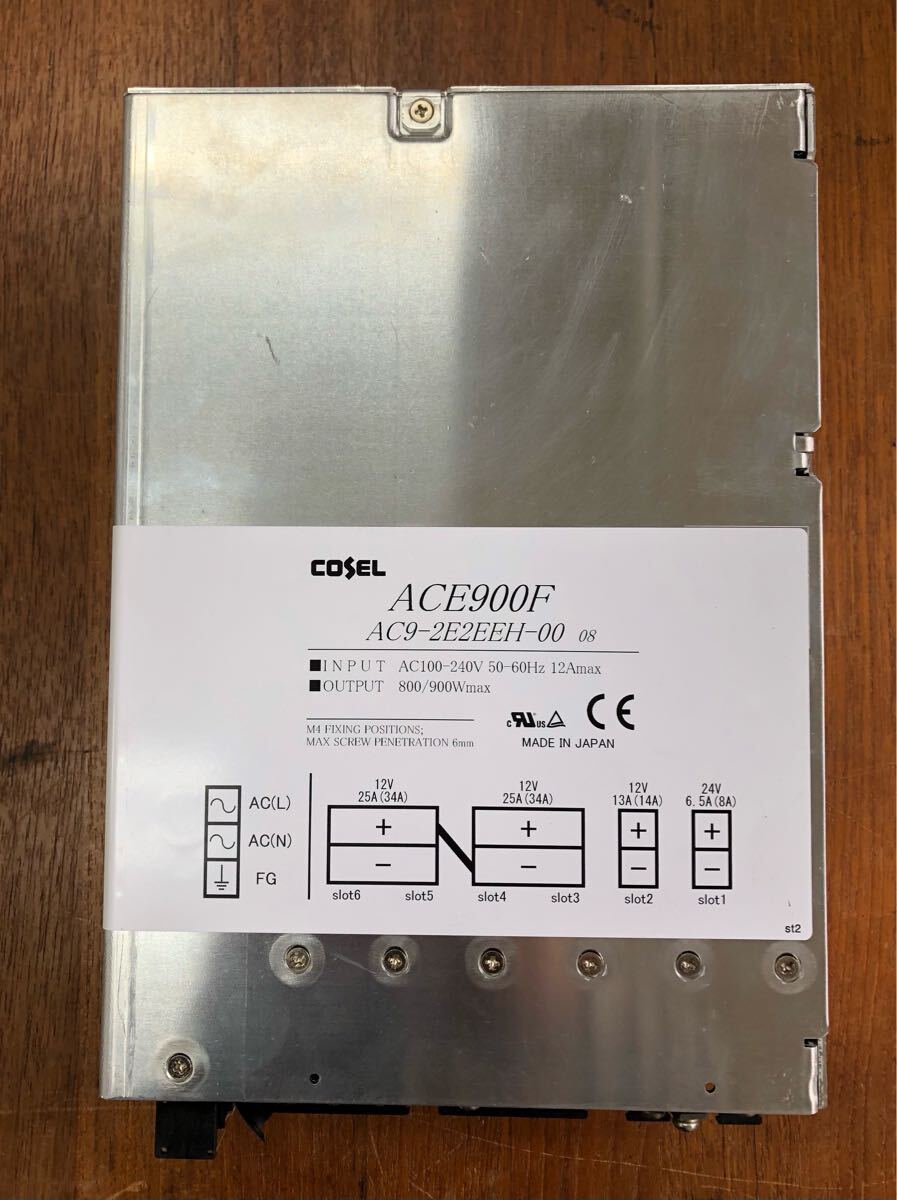 COSEL
ACE900F
AC9-2E2EEH-00 08
■INPUT AC100-240V 50-60Hz 12Amax
■OUTPUT 800/900Wmax
M4 FIXING POSITIONS;
MAX SCREW PENETRATION 6mm
c RU us CE
MADE IN JAPAN
AC(L)
AC(N)
FG
12V
25A(34A)
+
−
slot6 slot5
12V
25A(34A)
+
−
slot4 slot3
12V
13A(14A)
+
−
slot2
24V
6.5A(8A)
+
−
slot1
st2